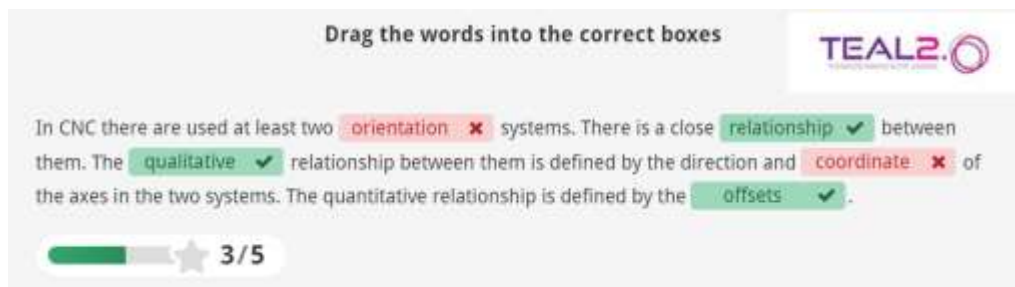 Drag the words into the correct boxes
TEAL2.O
In CNC there are used at least two orientation ✖ systems. There is a close relationship ✔ between
them. The qualitative ✔ relationship between them is defined by the direction and coordinate ✖ of
the axes in the two systems. The quantitative relationship is defined by the offsets ✔ .
3/5